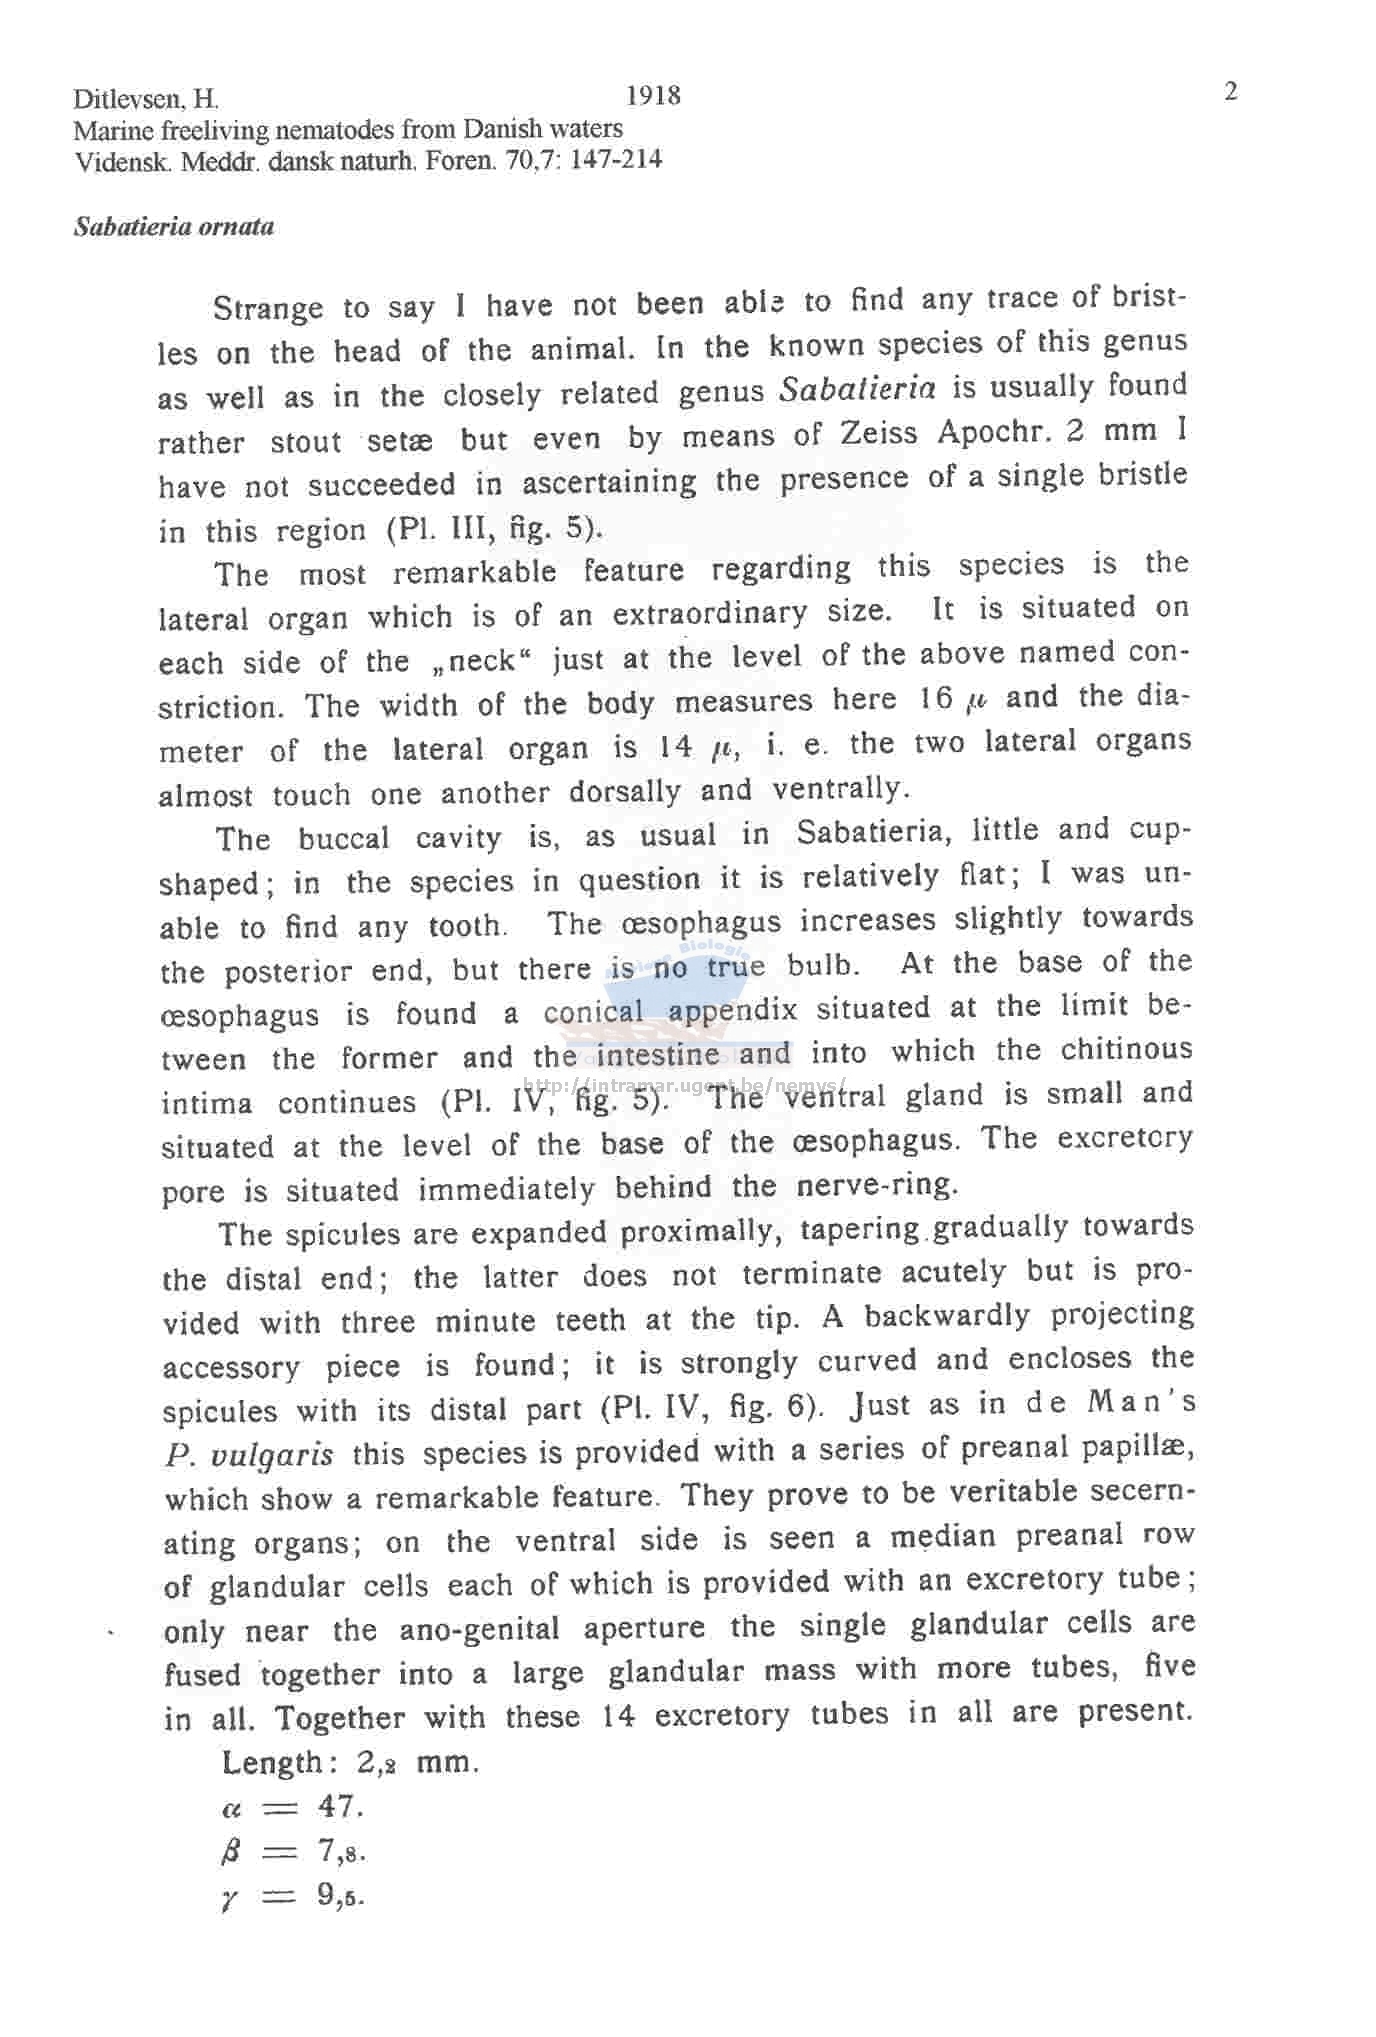 Ditlevsen, H. 1918 2
Marine freeliving nematodes from Danish waters
Vidensk. Meddr. dansk naturh. Foren. 70,7: 147-214
Sabatieria ornata
Strange to say I have not been able to find any trace of brist-
les on the head of the animal. In the known species of this genus
as well as in the closely related genus Sabatieria is usually found
rather stout setæ but even by means of Zeiss Apochr. 2 mm I
have not succeeded in ascertaining the presence of a single bristle
in this region (Pl. III, fig. 5).
The most remarkable feature regarding this species is the
lateral organ which is of an extraordinary size. It is situated on
each side of the „neck“ just at the level of the above named con-
striction. The width of the body measures here 16 µ and the dia-
meter of the lateral organ is 14 µ, i. e. the two lateral organs
almost touch one another dorsally and ventrally.
The buccal cavity is, as usual in Sabatieria, little and cup-
shaped; in the species in question it is relatively flat; I was un-
able to find any tooth. The œsophagus increases slightly towards
the posterior end, but there is no true bulb. At the base of the
œsophagus is found a conical appendix situated at the limit be-
tween the former and the intestine and into which the chitinous
http://intramar.ugent.be/nemys/
intima continues (Pl. IV, fig. 5). The ventral gland is small and
situated at the level of the base of the œsophagus. The excretory
pore is situated immediately behind the nerve-ring.
The spicules are expanded proximally, tapering gradually towards
the distal end; the latter does not terminate acutely but is pro-
vided with three minute teeth at the tip. A backwardly projecting
accessory piece is found; it is strongly curved and encloses the
spicules with its distal part (Pl. IV, fig. 6). Just as in de Man's
P. vulgaris this species is provided with a series of preanal papillæ,
which show a remarkable feature. They prove to be veritable secern-
ating organs; on the ventral side is seen a median preanal row
of glandular cells each of which is provided with an excretory tube;
only near the ano-genital aperture the single glandular cells are
fused together into a large glandular mass with more tubes, five
in all. Together with these 14 excretory tubes in all are present.
Length: 2,2 mm.
α = 47.
β = 7,8.
γ = 9,5.